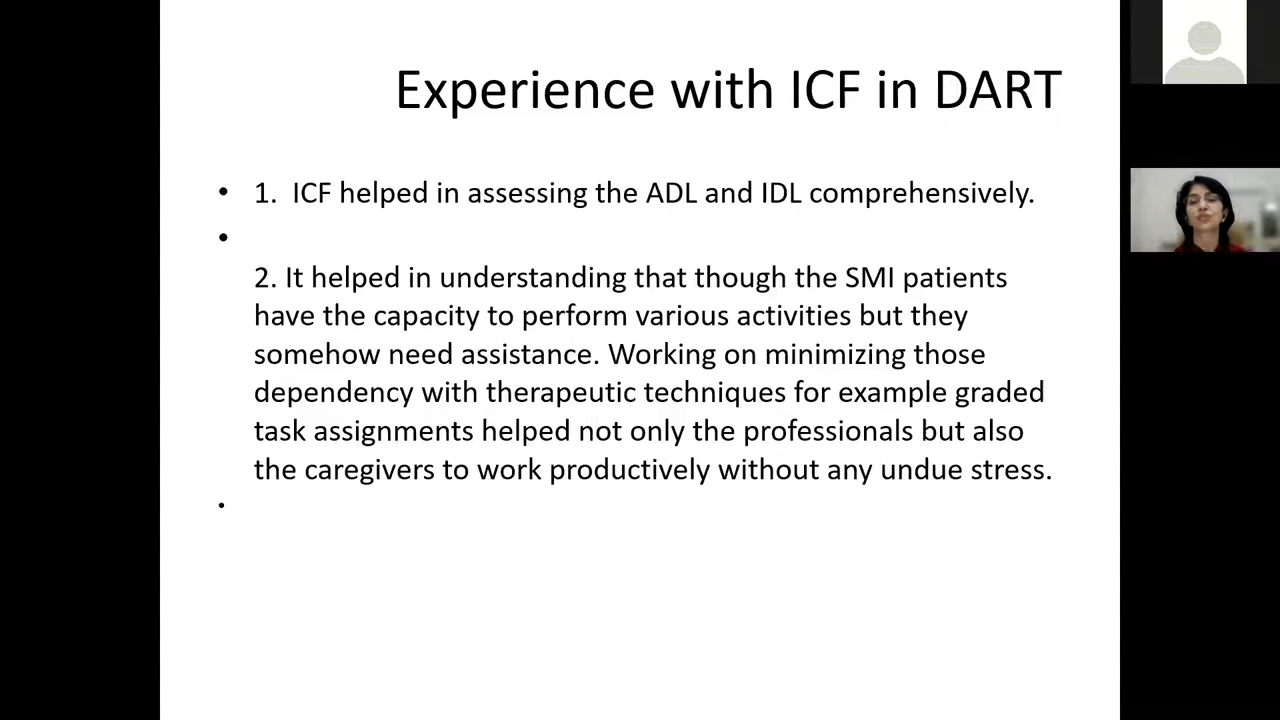 Experience with ICF in DART
• 1. ICF helped in assessing the ADL and IDL comprehensively.
•
2. It helped in understanding that though the SMI patients
have the capacity to perform various activities but they
somehow need assistance. Working on minimizing those
dependency with therapeutic techniques for example graded
task assignments helped not only the professionals but also
the caregivers to work productively without any undue stress.
•